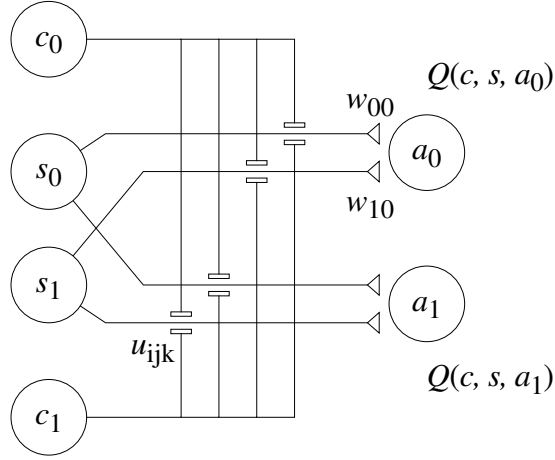 c₀
Q(c, s, a₀)
w₀₀
s₀
a₀
w₁₀
s₁
a₁
uᵢⱼₖ
Q(c, s, a₁)
c₁